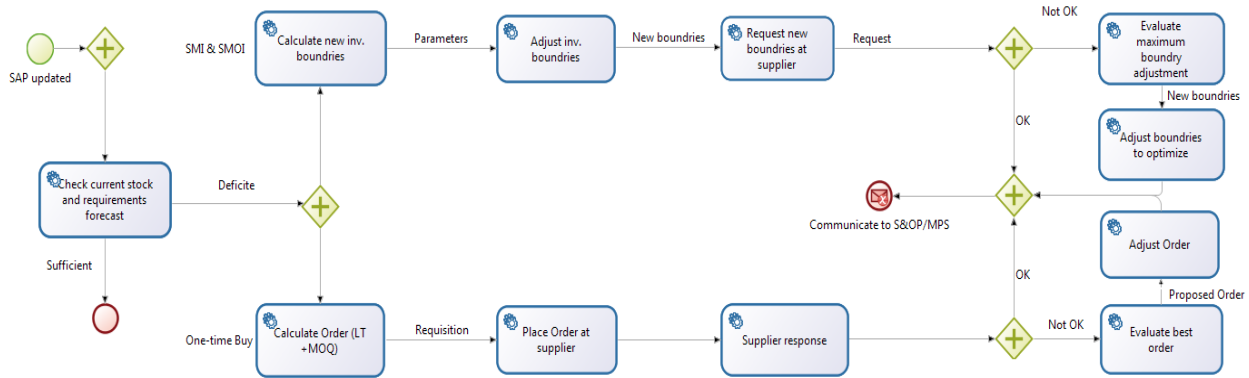 SAP updated
SMI & SMOI
Calculate new inv.
boundries
Parameters
Adjust inv.
boundries
New boundries
Request new
boundries at
supplier
Request
Not OK
Evaluate
maximum
boundry
adjustment
New boundries
OK
Adjust boundries
to optimize
Check current stock
and requirements
forecast
Deficite
Communicate to S&OP/MPS
Adjust Order
Sufficient
OK
Proposed Order
One-time Buy
Calculate Order (LT
+MOQ)
Requisition
Place Order at
supplier
Supplier response
Not OK
Evaluate best
order